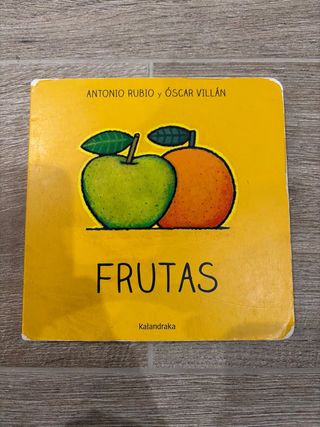 ANTONIO RUBIO y ÓSCAR VILLÁN
FRUTAS
Kalandraka